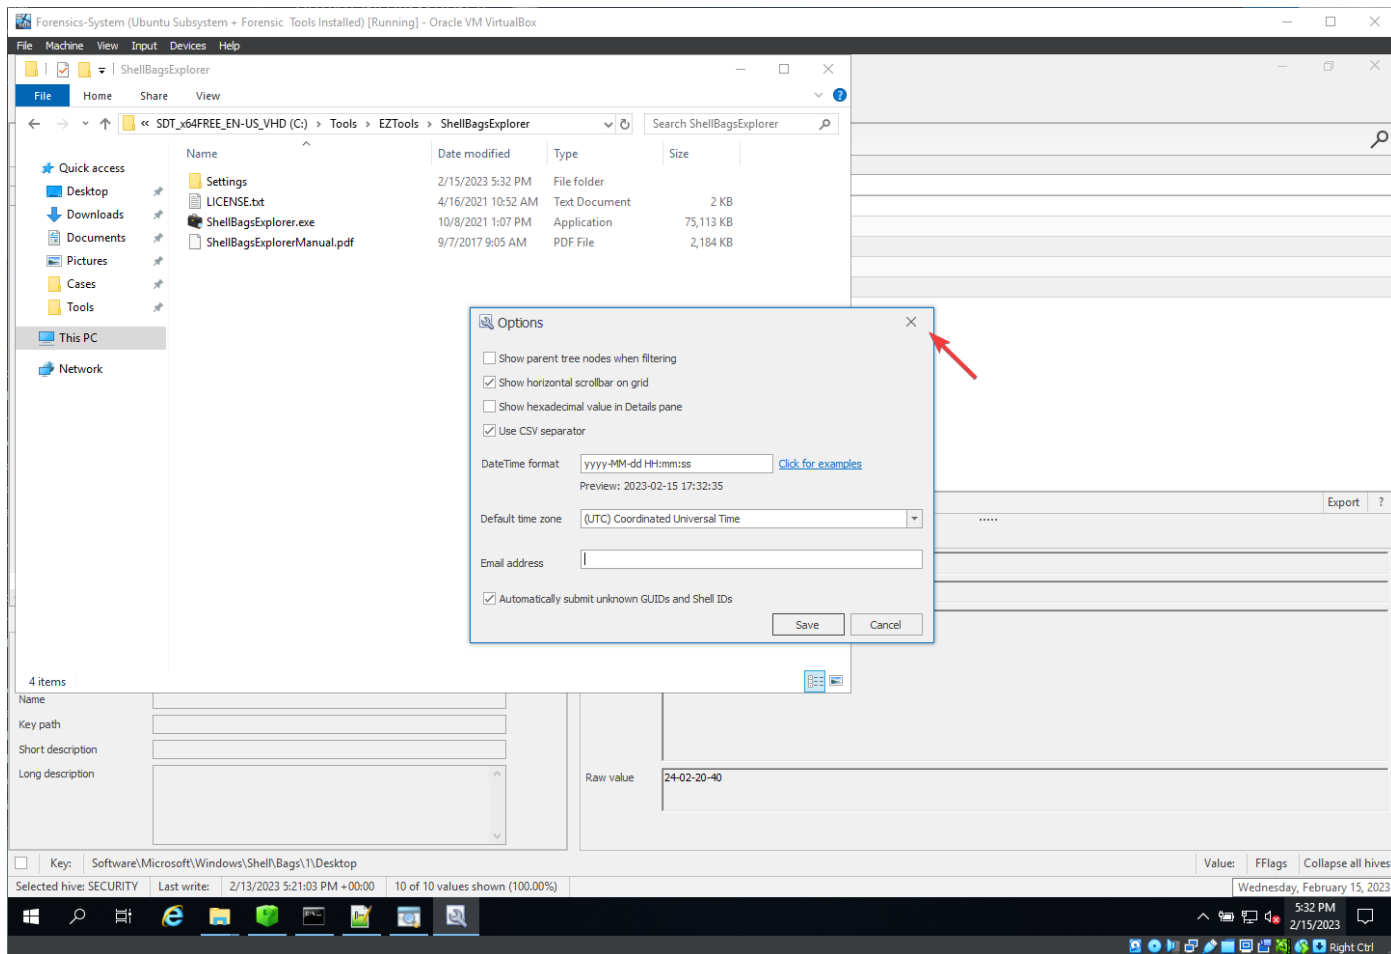 Forensics-System (Ubuntu Subsystem + Forensic Tools Installed) [Running] - Oracle VM VirtualBox
File Machine View Input Devices Help
ShellBagsExplorer
File Home Share View
« SDT_x64FREE_EN-US_VHD (C:) › Tools › EZTools › ShellBagsExplorer
Search ShellBagsExplorer
Name Date modified Type Size
Quick access
Desktop
Downloads
Documents
Pictures
Cases
Tools
This PC
Network
Settings 2/15/2023 5:32 PM File folder
LICENSE.txt 4/16/2021 10:52 AM Text Document 2 KB
ShellBagsExplorer.exe 10/8/2021 1:07 PM Application 75,113 KB
ShellBagsExplorerManual.pdf 9/7/2017 9:05 AM PDF File 2,184 KB
Options
Show parent tree nodes when filtering
Show horizontal scrollbar on grid
Show hexadecimal value in Details pane
Use CSV separator
DateTime format yyyy-MM-dd HH:mm:ss Click for examples
Preview: 2023-02-15 17:32:35
Default time zone (UTC) Coordinated Universal Time
Email address
Automatically submit unknown GUIDs and Shell IDs
Save Cancel
Export ?
4 items
Name
Key path
Short description
Long description
Raw value 24-02-20-40
Key: Software\Microsoft\Windows\Shell\Bags\1\Desktop
Value: FFlags Collapse all hives
Selected hive: SECURITY Last write: 2/13/2023 5:21:03 PM +00:00 10 of 10 values shown (100.00%)
Wednesday, February 15, 2023
5:32 PM
2/15/2023
Right Ctrl